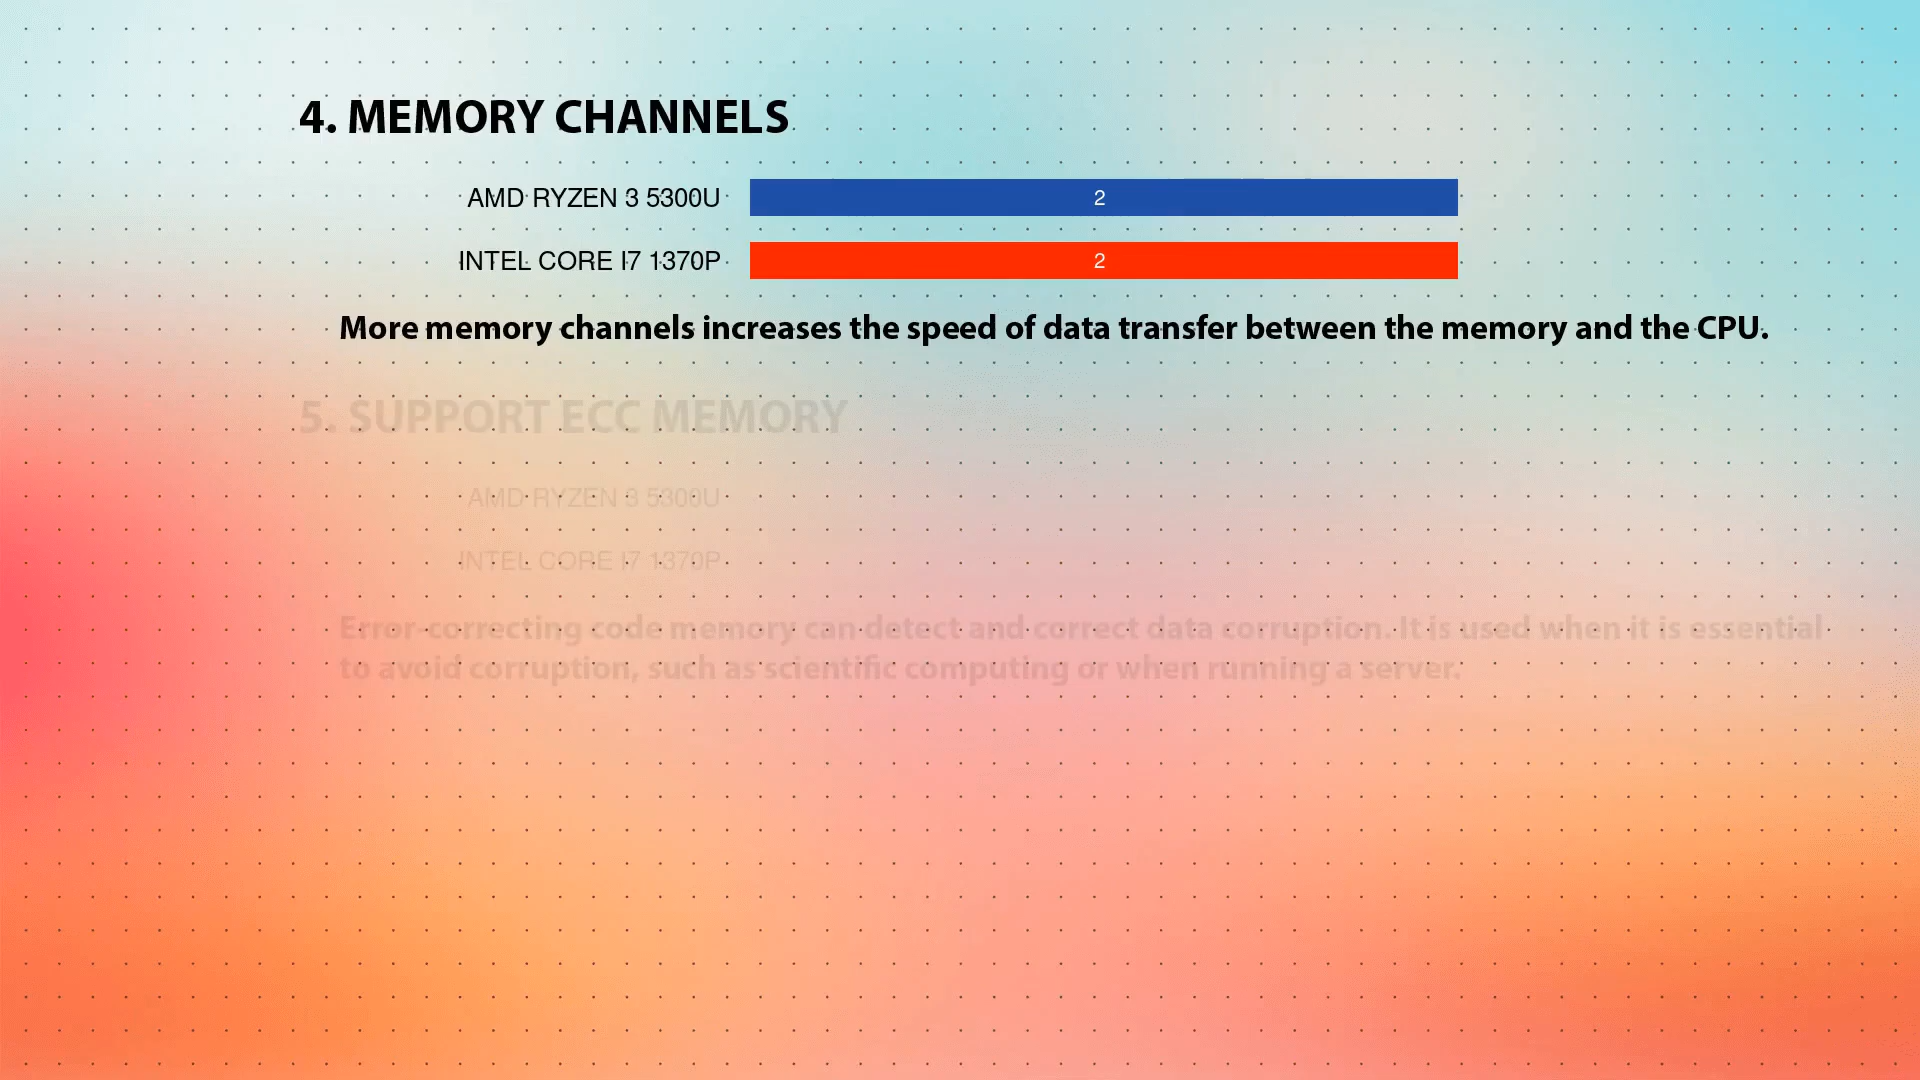 4. MEMORY CHANNELS
AMD RYZEN 3 5300U
2
INTEL CORE I7 1370P
2
More memory channels increases the speed of data transfer between the memory and the CPU.
5. SUPPORT ECC MEMORY
AMD RYZEN 3 5300U
INTEL CORE I7 1370P
Error-correcting code memory can detect and correct data corruption. It is used when it is essential
to avoid corruption, such as scientific computing or when running a server.